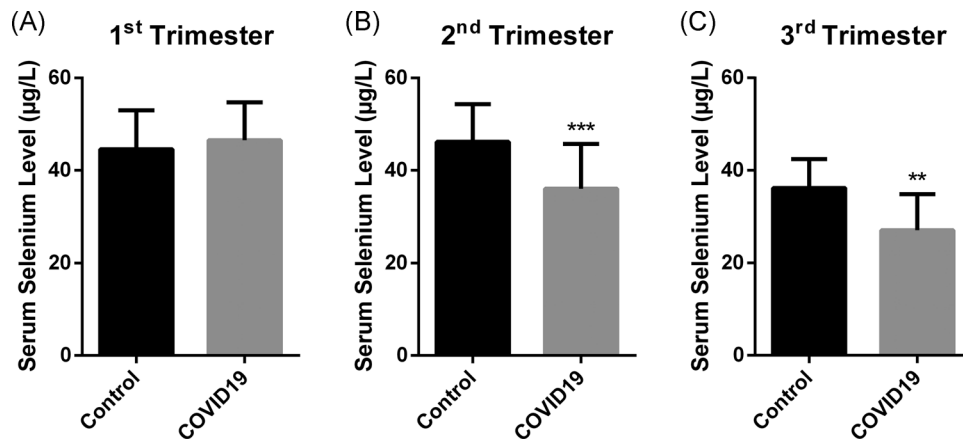 (A)
1st Trimester
Serum Selenium Level (µg/L)
60
40
20
0
Control
COVID19
(B)
2nd Trimester
Serum Selenium Level (µg/L)
60
40
20
0
***
Control
COVID19
(C)
3rd Trimester
Serum Selenium Level (µg/L)
60
40
20
0
**
Control
COVID19